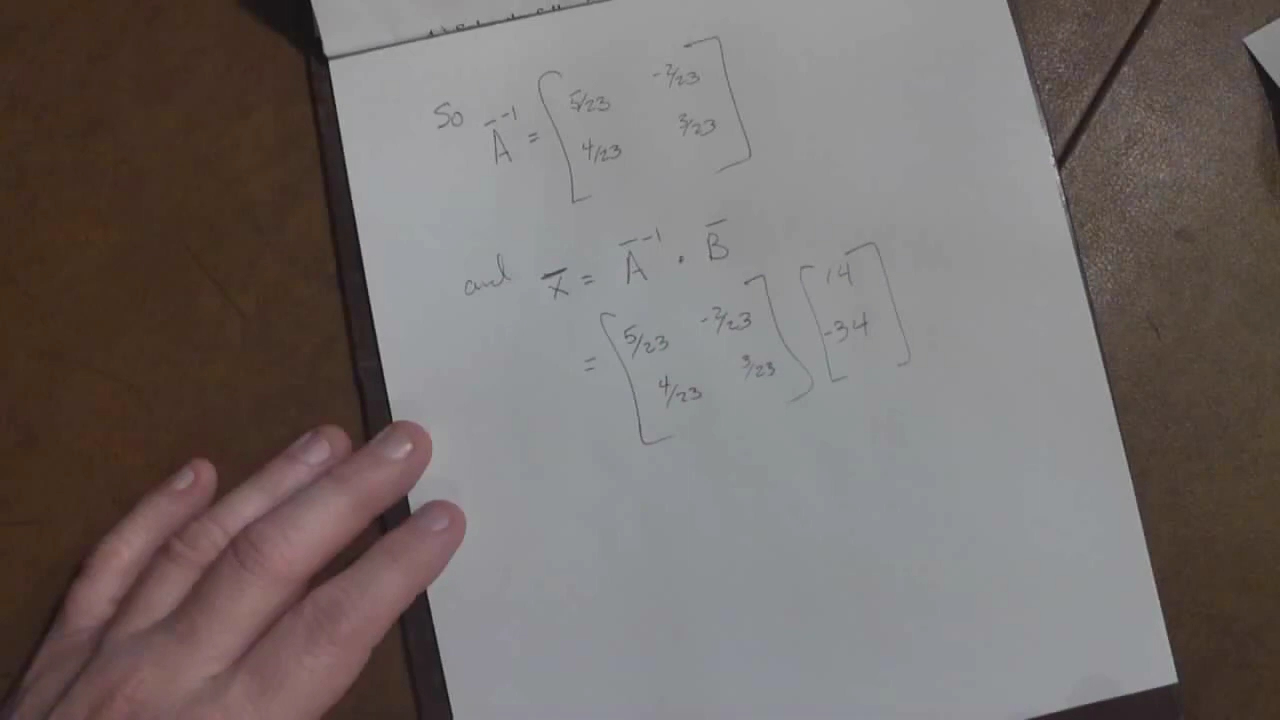 So A̅⁻¹ = [ 5/23 -2/23
4/23 3/23 ]
and x̅ = A̅⁻¹ · B̅
= [ 5/23 -2/23 ] [ 14
4/23 3/23 -34 ]